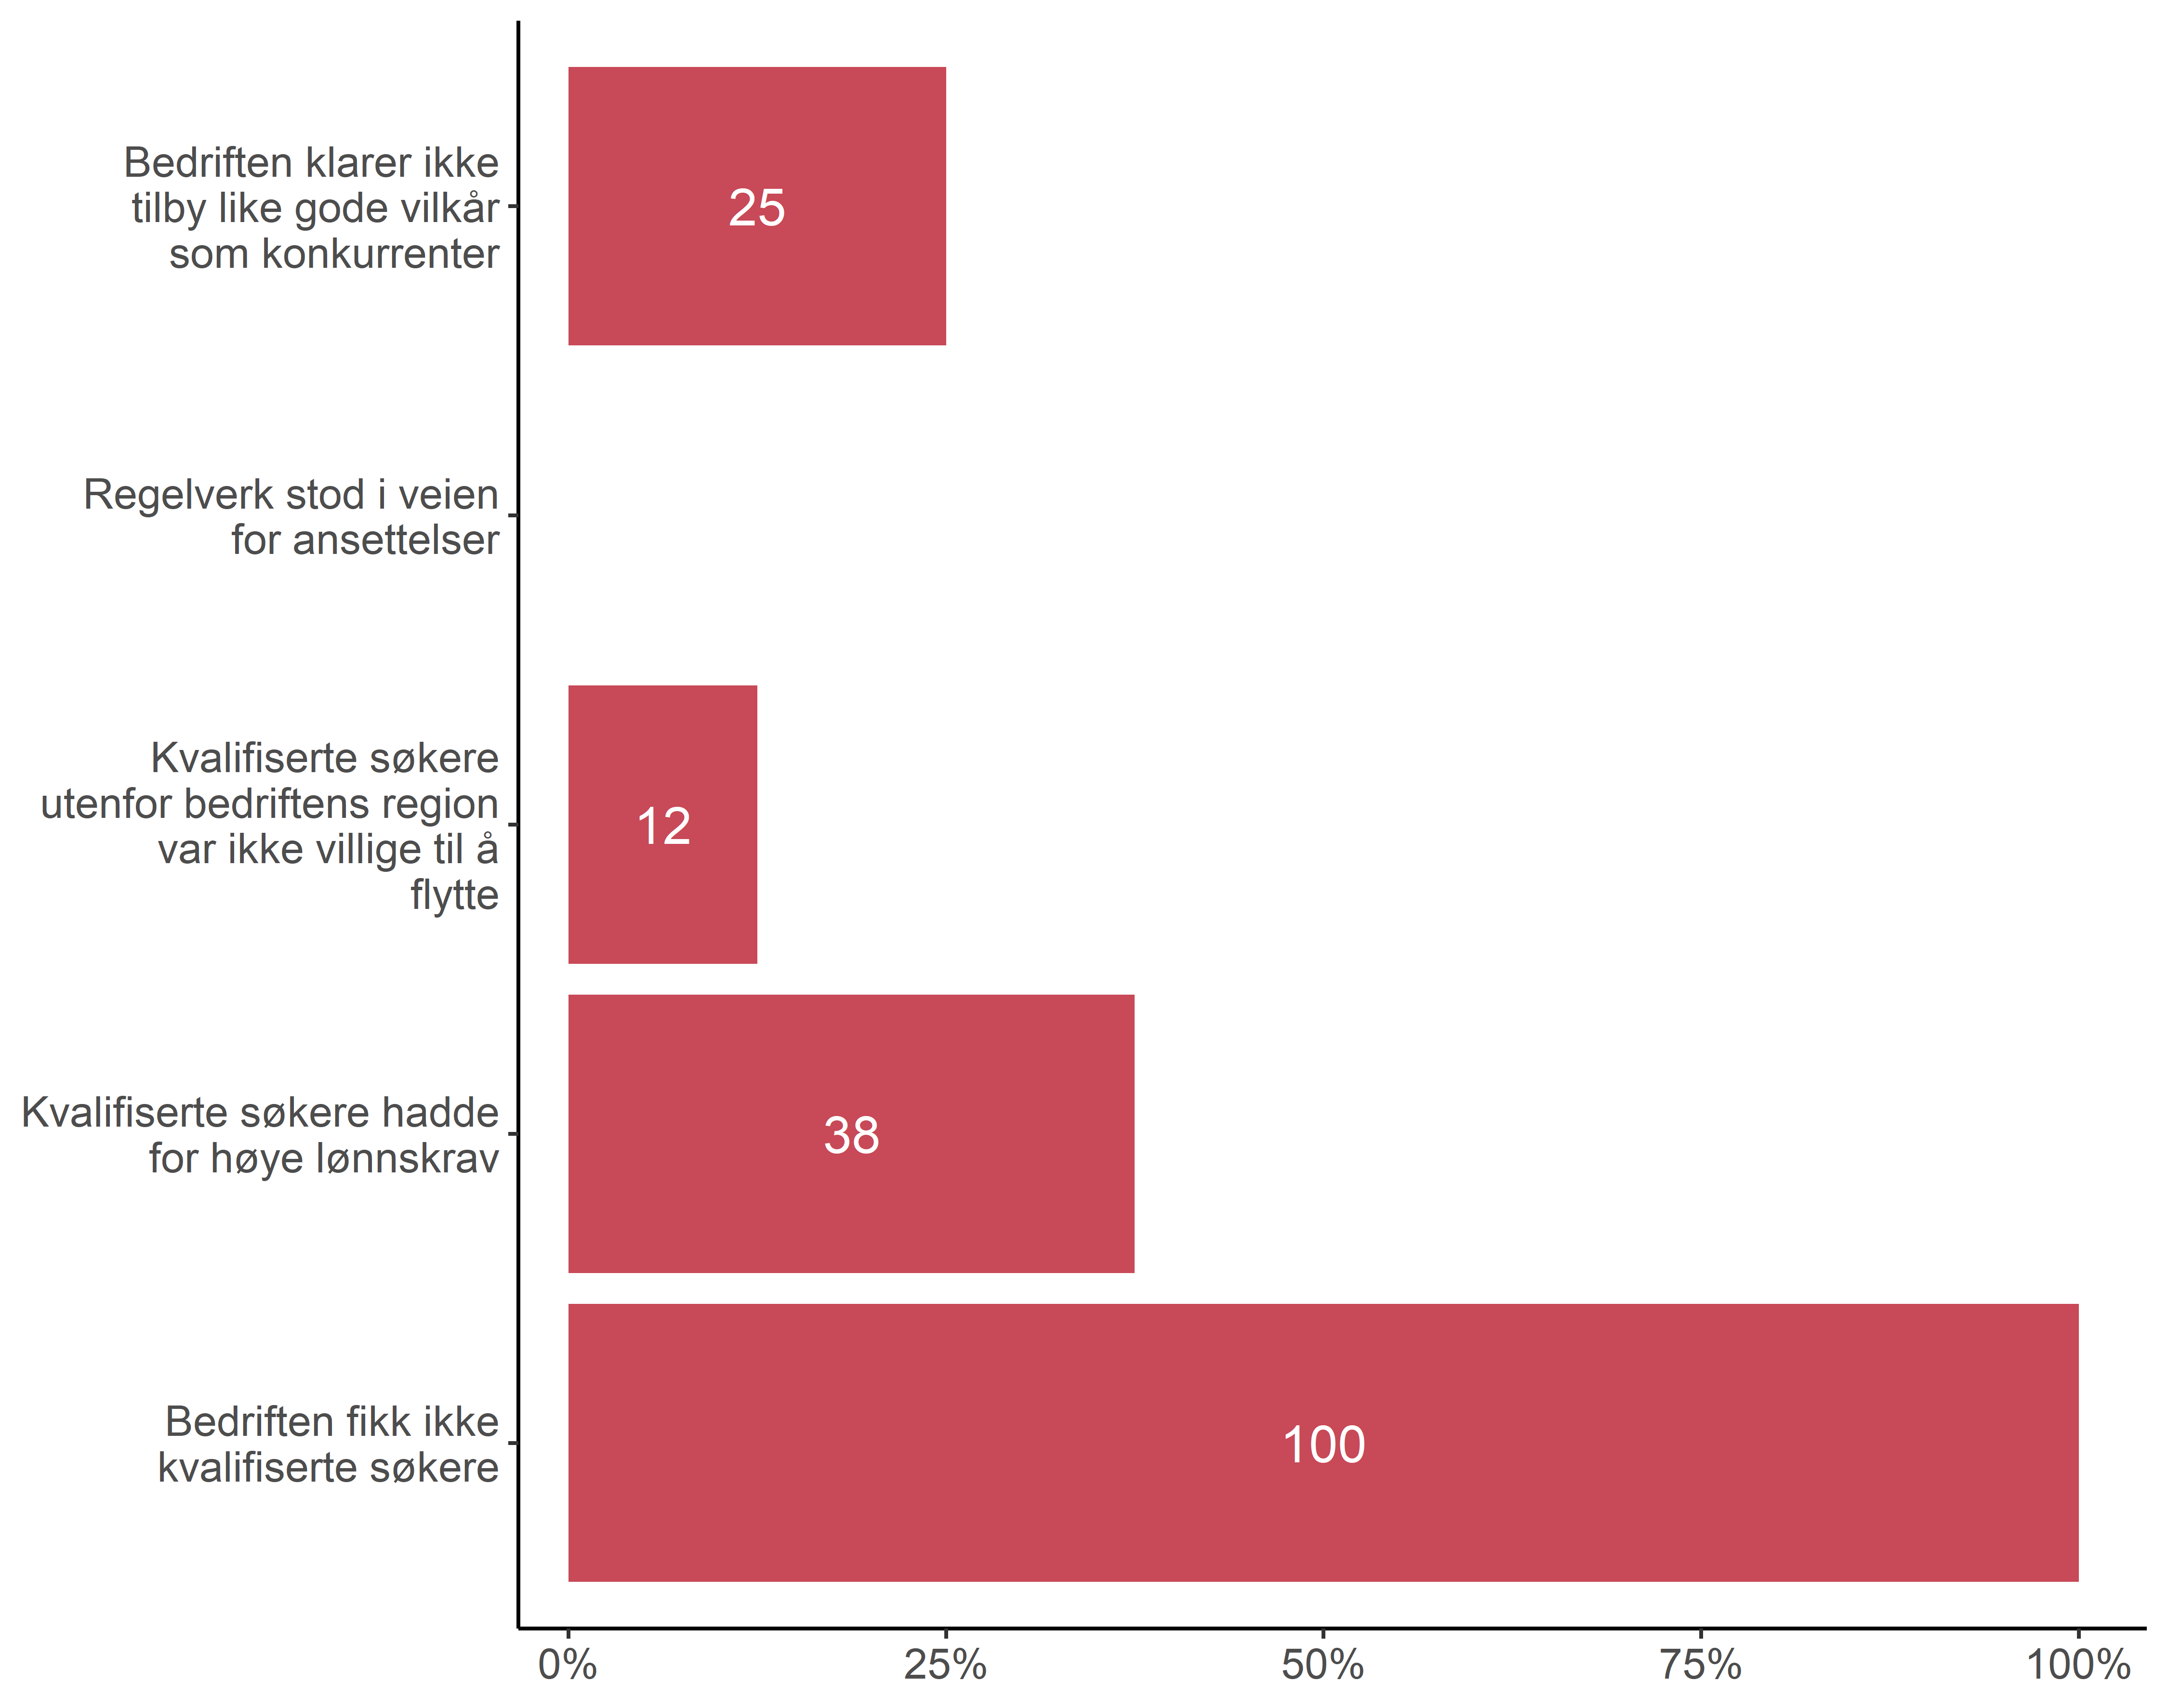 Bedriften klarer ikke
tilby like gode vilkår
som konkurrenter
25
Regelverk stod i veien
for ansettelser
Kvalifiserte søkere
utenfor bedriftens region
var ikke villige til å
flytte
12
Kvalifiserte søkere hadde
for høye lønnskrav
38
Bedriften fikk ikke
kvalifiserte søkere
100
0% 25% 50% 75% 100%